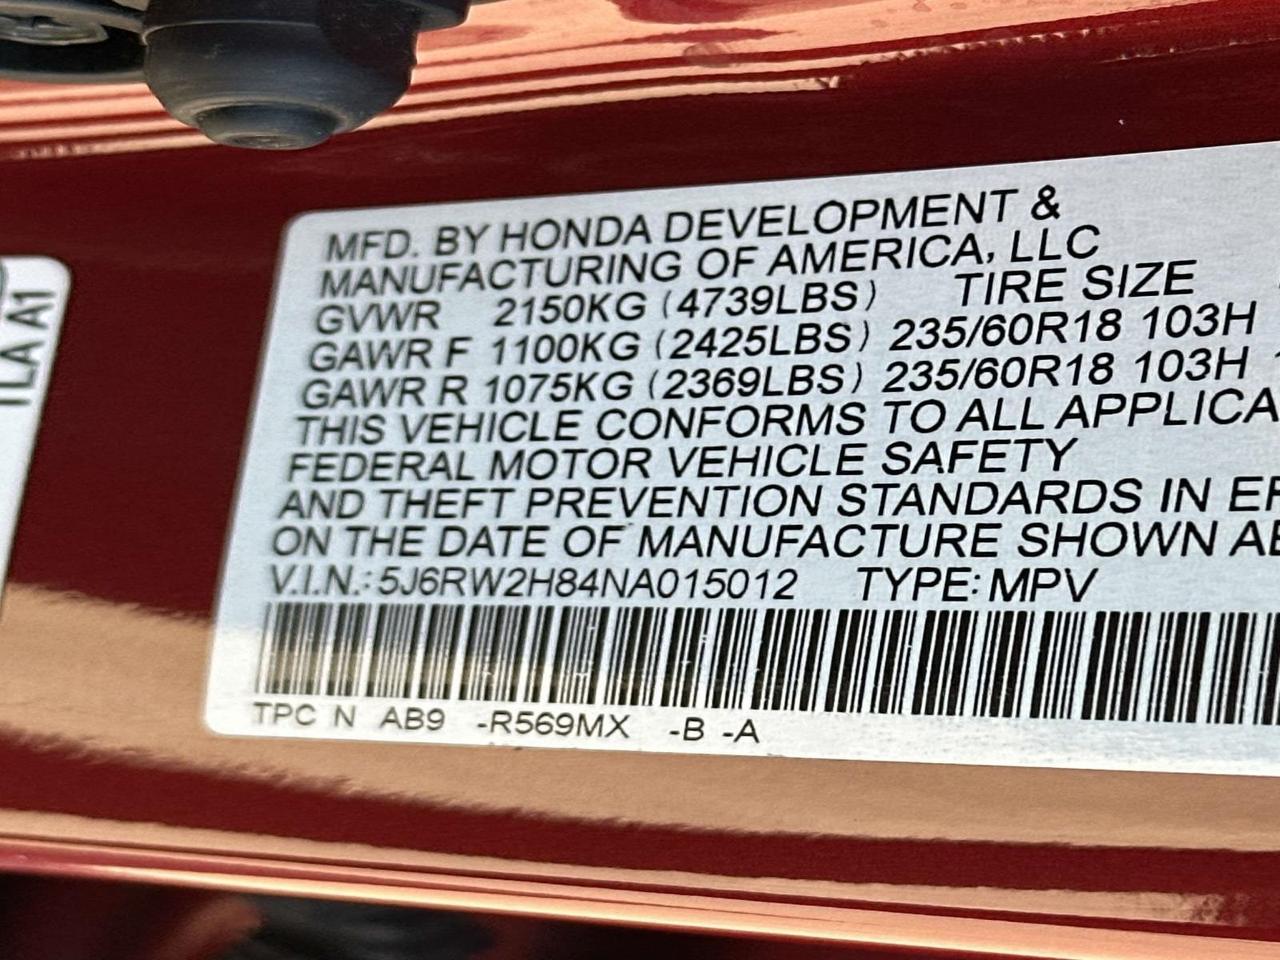 MFD. BY HONDA DEVELOPMENT &
MANUFACTURING OF AMERICA, LLC
GVWR 2150KG (4739LBS) TIRE SIZE
GAWR F 1100KG (2425LBS) 235/60R18 103H
GAWR R 1075KG (2369LBS) 235/60R18 103H
THIS VEHICLE CONFORMS TO ALL APPLICA
FEDERAL MOTOR VEHICLE SAFETY
AND THEFT PREVENTION STANDARDS IN EF
ON THE DATE OF MANUFACTURE SHOWN AB
V.I.N.: 5J6RW2H84NA015012 TYPE: MPV
TPC N AB9 -R569MX -B -A
TLA A1